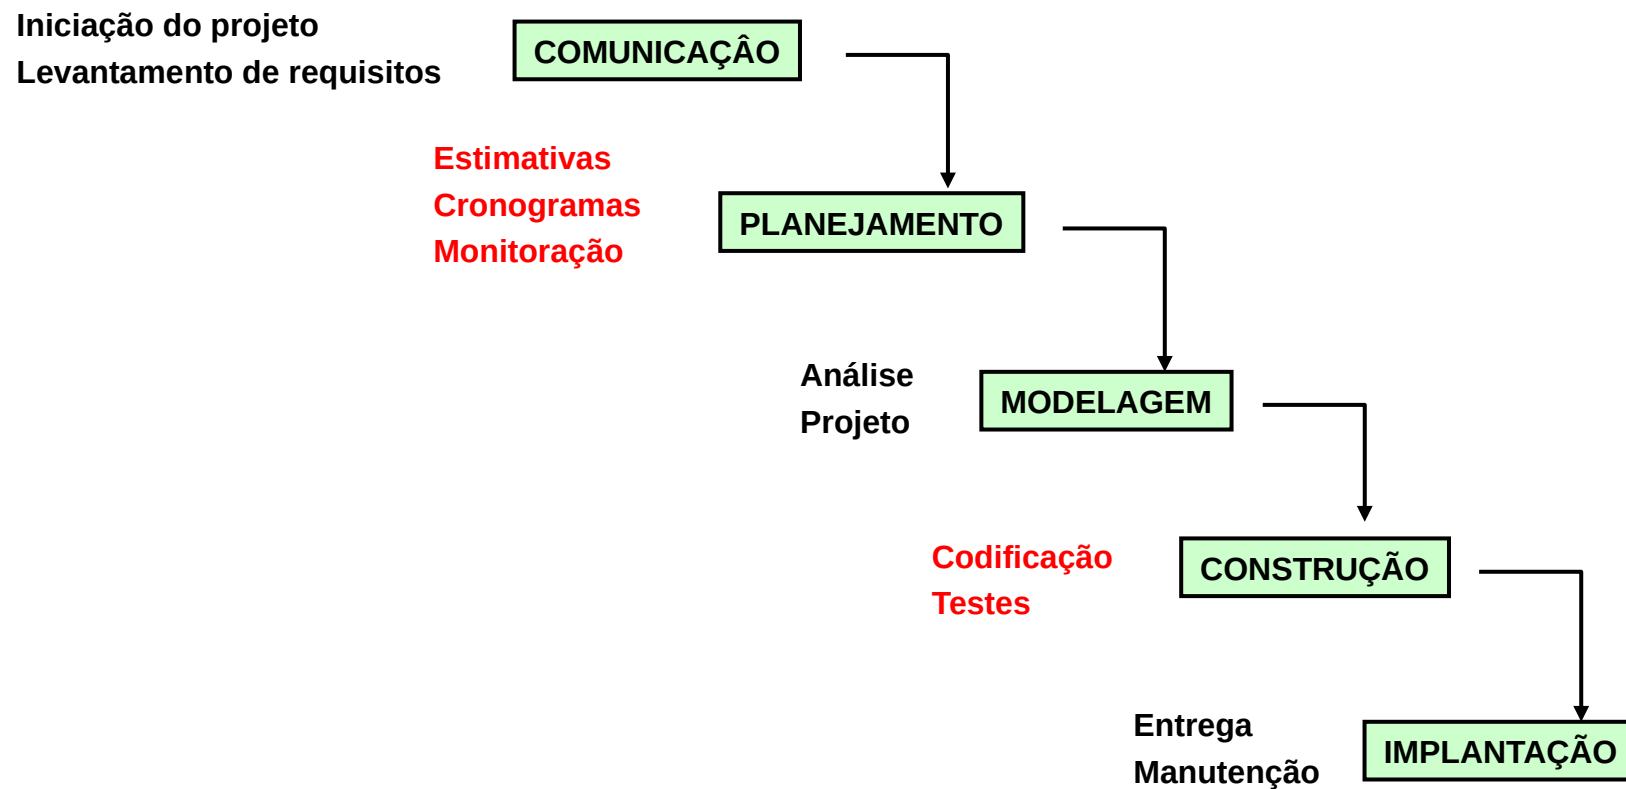 Iniciação do projeto
Levantamento de requisitos
COMUNICAÇÂO
Estimativas
Cronogramas
Monitoração
PLANEJAMENTO
Análise
Projeto
MODELAGEM
Codificação
Testes
CONSTRUÇÃO
Entrega
Manutenção
IMPLANTAÇÃO